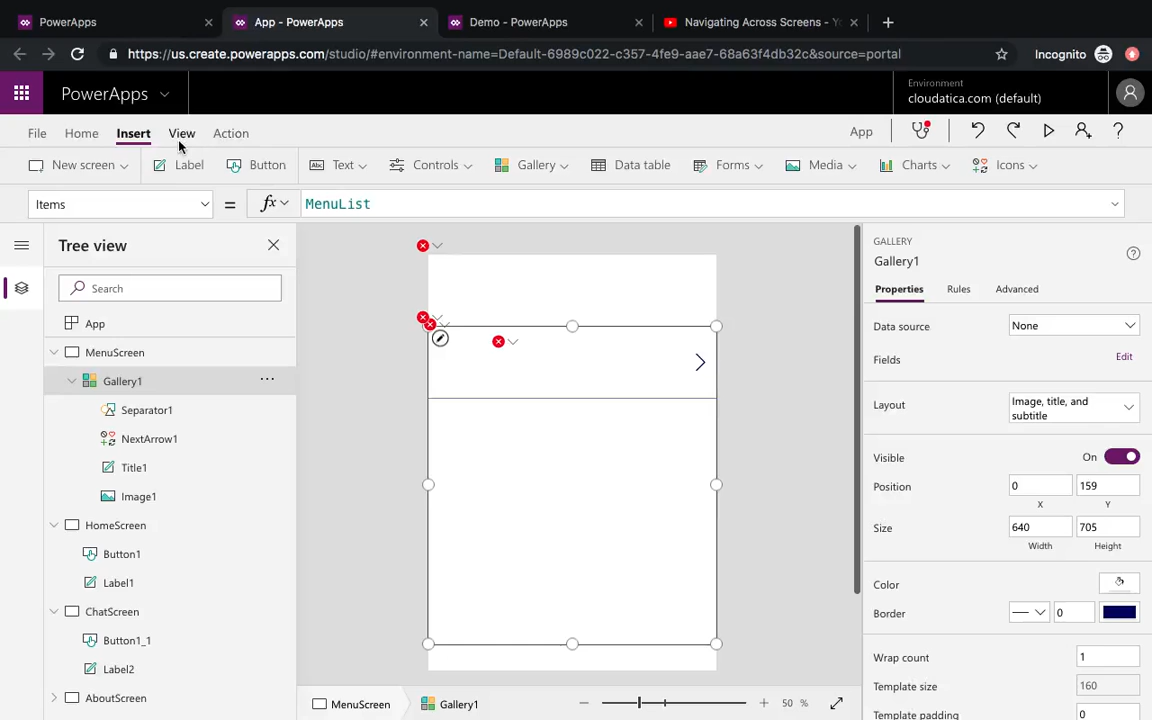 PowerApps
App - PowerApps
Demo - PowerApps
Navigating Across Screens - Y
https://us.create.powerapps.com/studio/#environment-name=Default-6989c022-c357-4fe9-aae7-68a63f4db32c&source=portal
Incognito
PowerApps
Environment
cloudatica.com (default)
File Home Insert View Action
App
New screen Label Button Text Controls Gallery Data table Forms Media Charts Icons
Items = fx MenuList
Tree view
Search
App
MenuScreen
Gallery1 ...
Separator1
NextArrow1
Title1
Image1
HomeScreen
Button1
Label1
ChatScreen
Button1_1
Label2
AboutScreen
GALLERY
Gallery1
Properties Rules Advanced
Data source None
Fields Edit
Layout Image, title, and
subtitle
Visible On
Position 0 159
X Y
Size 640 705
Width Height
Color
Border 0
Wrap count 1
Template size 160
Template padding 0
MenuScreen Gallery1
50 %